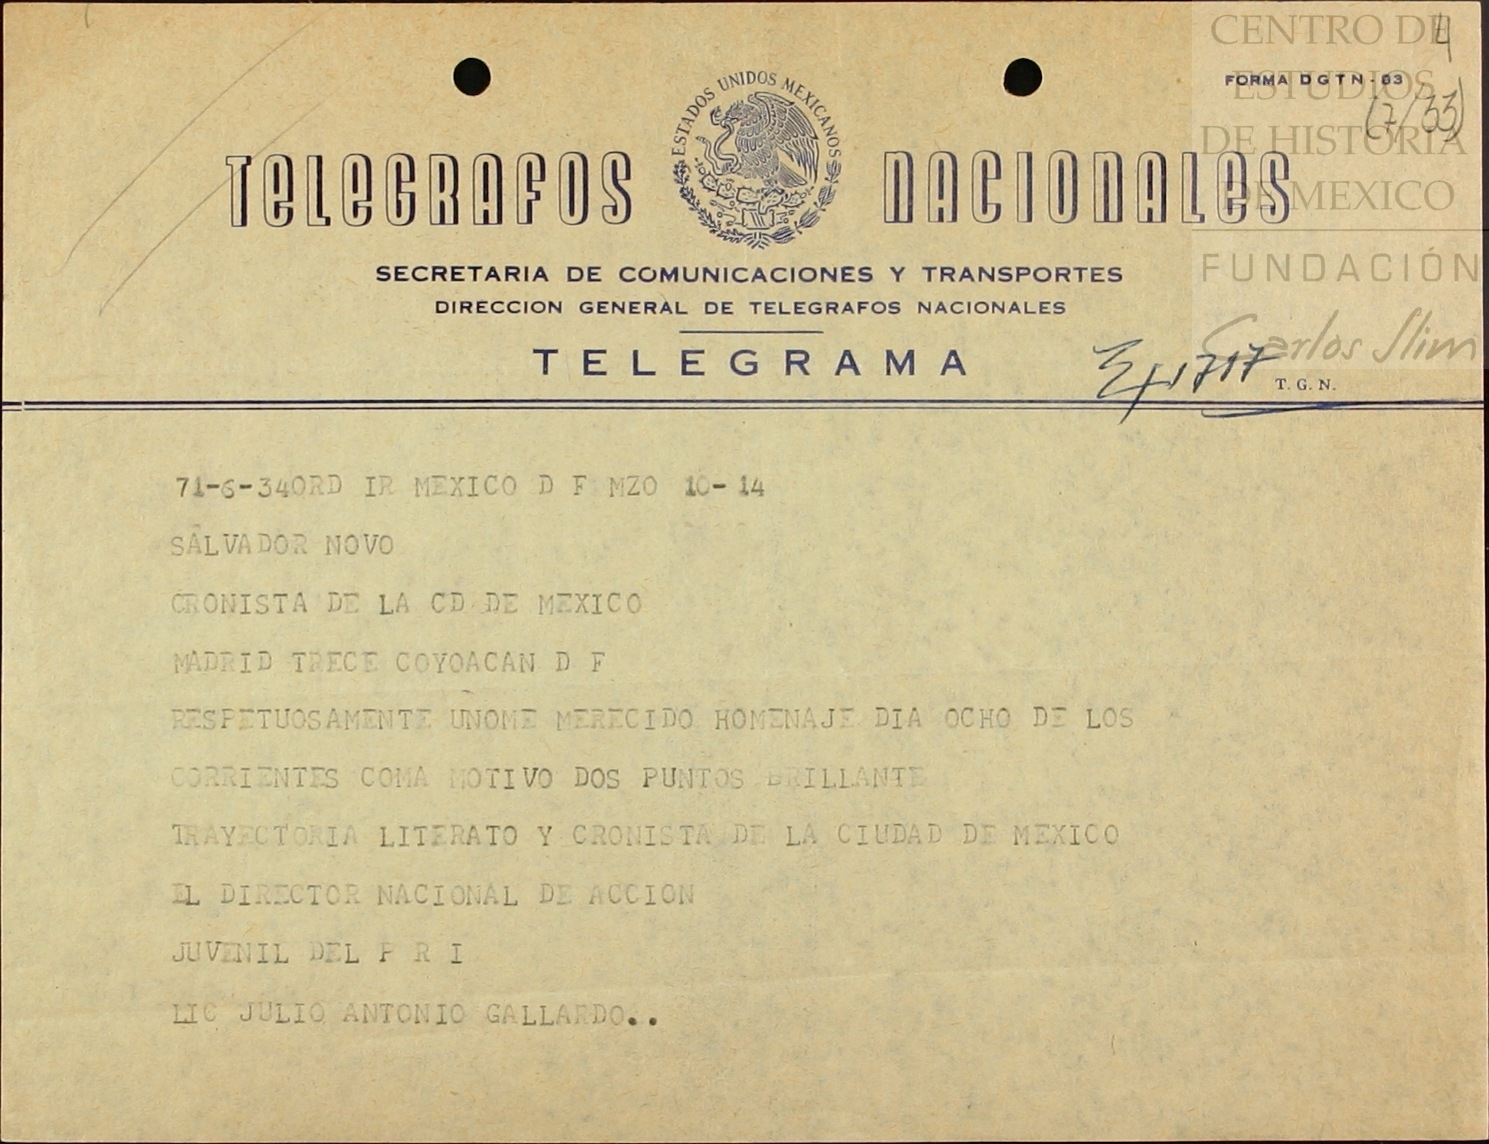 4
CENTRO DE
ESTUDIOS
DE HISTORIA
DE MEXICO
FUNDACIÓN
Carlos Slim
FORMA DGTN-03
(7/33)
ESTADOS UNIDOS MEXICANOS
TELEGRAFOS NACIONALES
SECRETARIA DE COMUNICACIONES Y TRANSPORTES
DIRECCION GENERAL DE TELEGRAFOS NACIONALES
TELEGRAMA
T. G. N.
71-6-34ORD IR MEXICO D F MZO 10- 14
SALVADOR NOVO
CRONISTA DE LA CD DE MEXICO
MADRID TRECE COYOACAN D F
RESPETUOSAMENTE UNOME MERECIDO HOMENAJE DIA OCHO DE LOS
CORRIENTES COMA MOTIVO DOS PUNTOS BRILLANTE
TRAYECTORIA LITERATO Y CRONISTA DE LA CIUDAD DE MEXICO
EL DIRECTOR NACIONAL DE ACCION
JUVENIL DEL P R I
LIC JULIO ANTONIO GALLARDO..